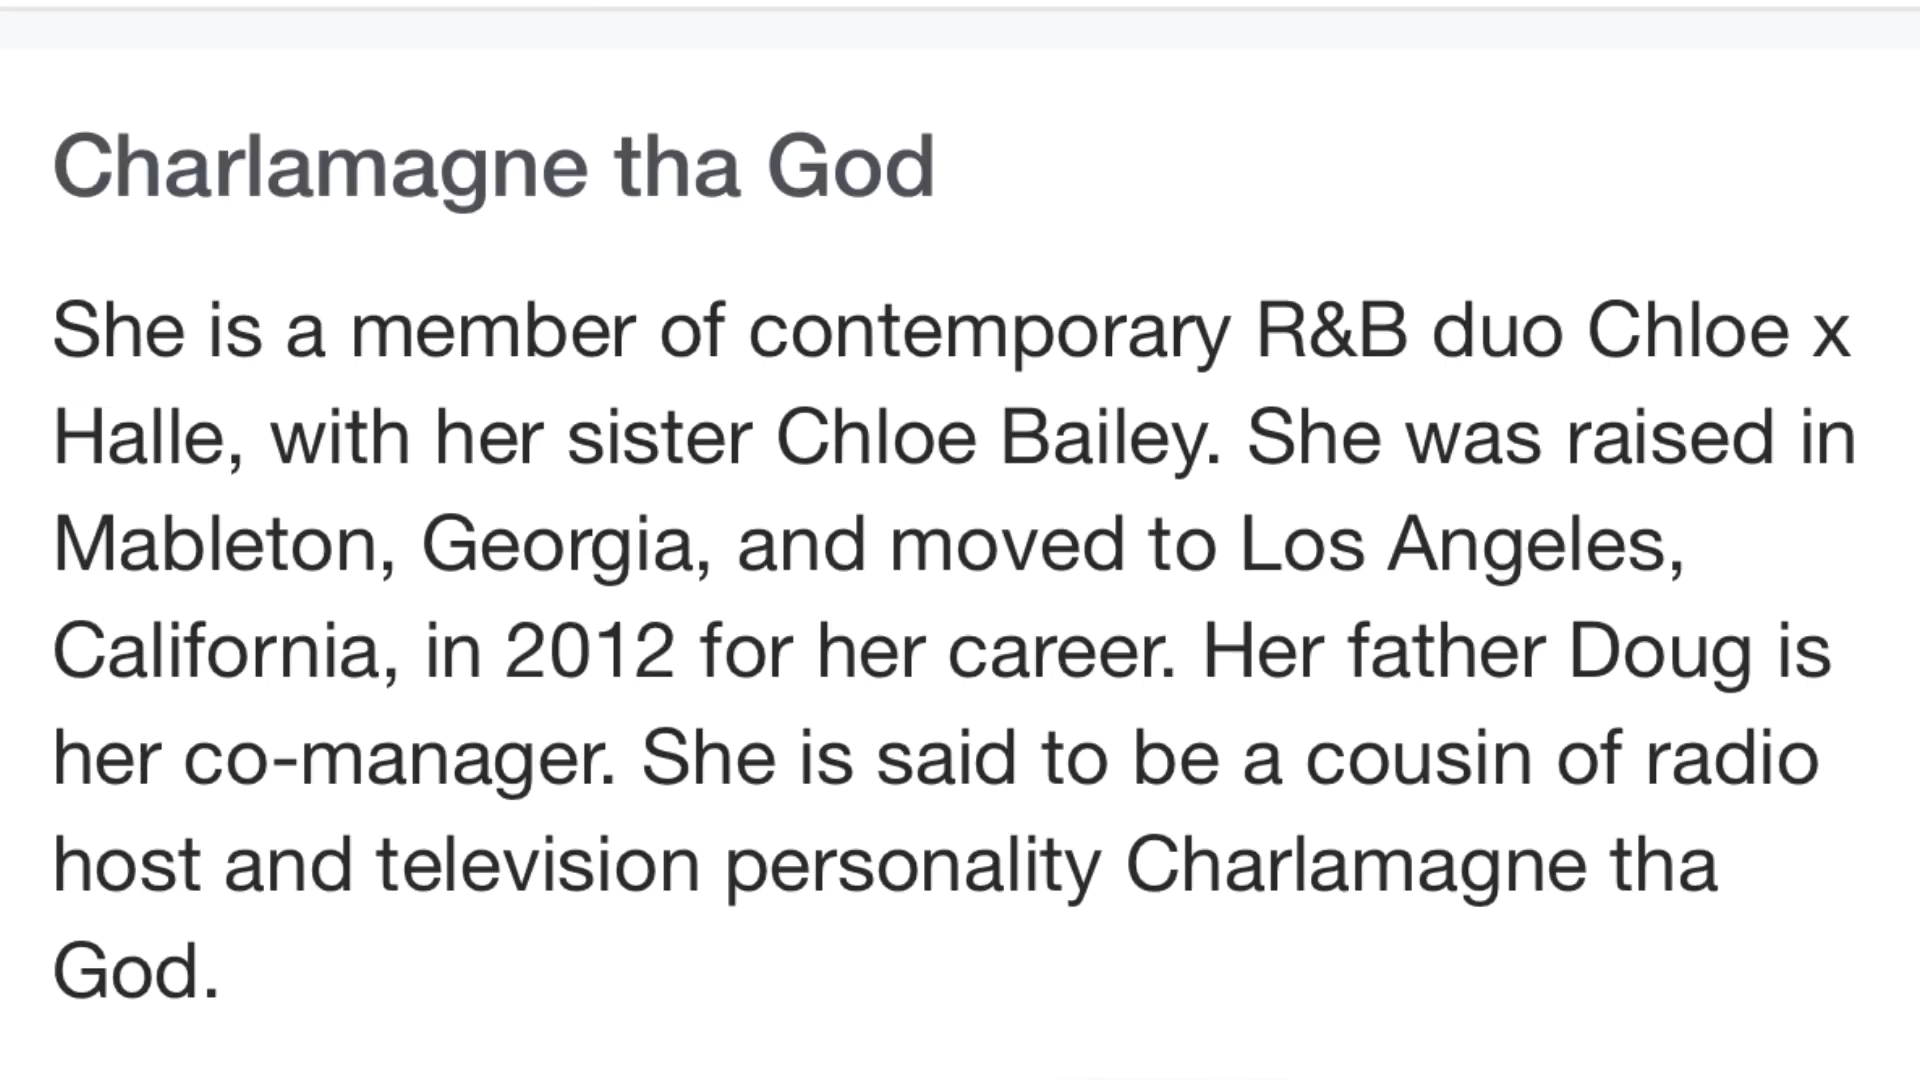 Charlamagne tha God
She is a member of contemporary R&B duo Chloe x
Halle, with her sister Chloe Bailey. She was raised in
Mableton, Georgia, and moved to Los Angeles,
California, in 2012 for her career. Her father Doug is
her co-manager. She is said to be a cousin of radio
host and television personality Charlamagne tha
God.